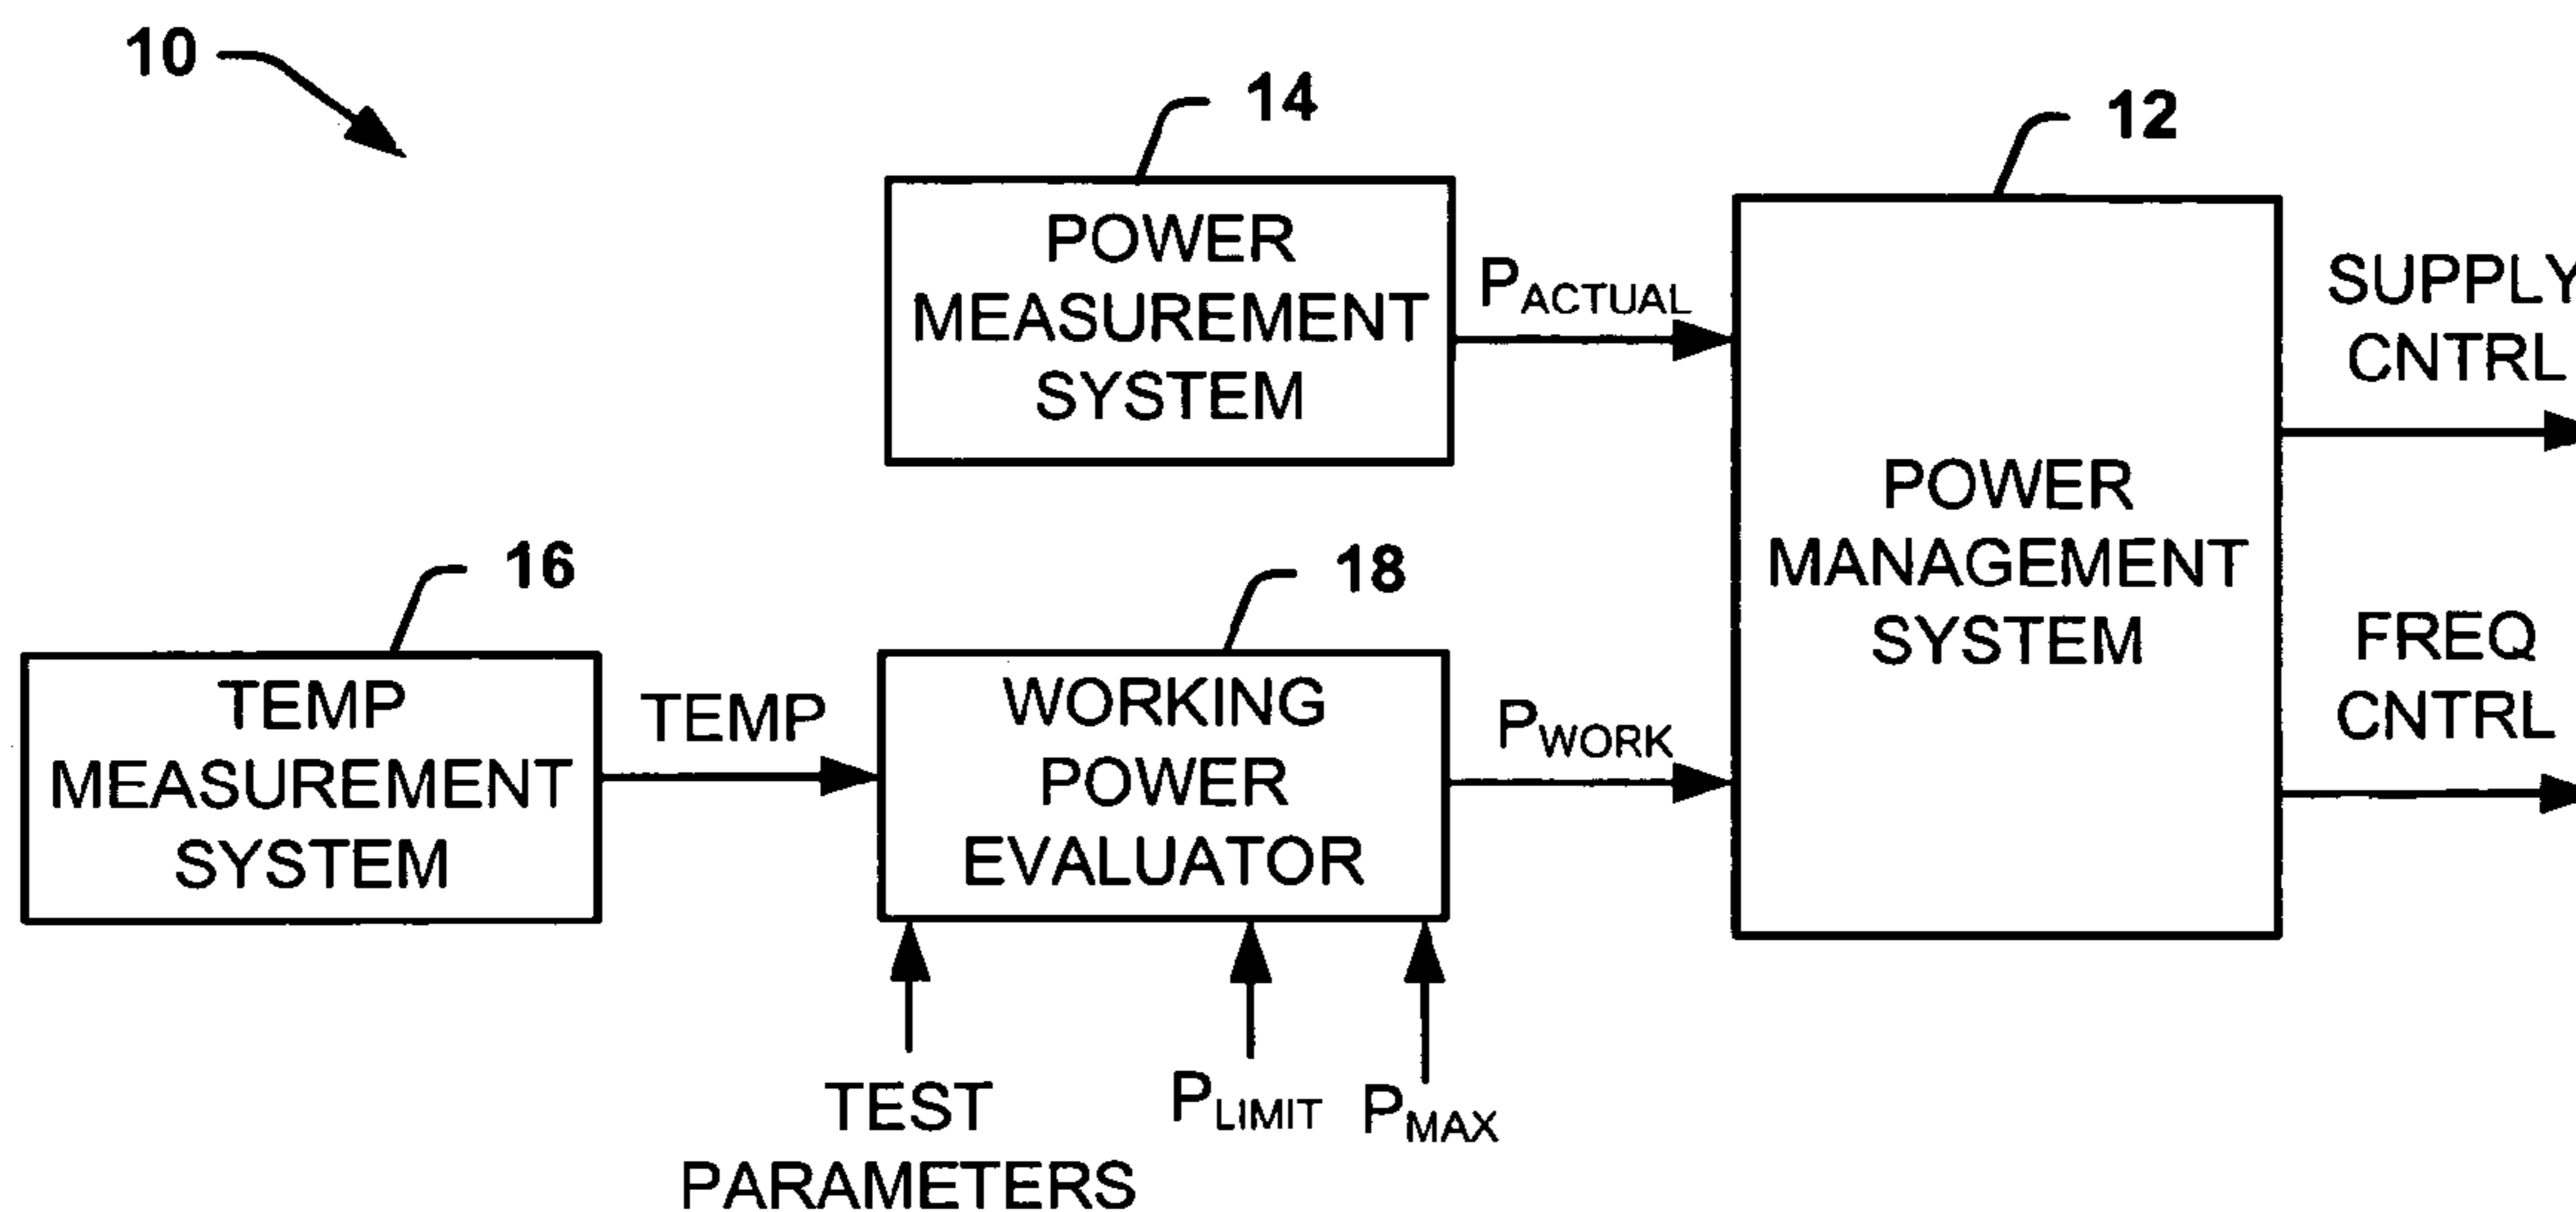 10
14
12
POWER
MEASUREMENT
SYSTEM
PACTUAL
SUPPLY
CNTRL
POWER
MANAGEMENT
SYSTEM
FREQ
CNTRL
16
18
TEMP
MEASUREMENT
SYSTEM
TEMP
WORKING
POWER
EVALUATOR
PWORK
TEST
PARAMETERS
PLIMIT
PMAX